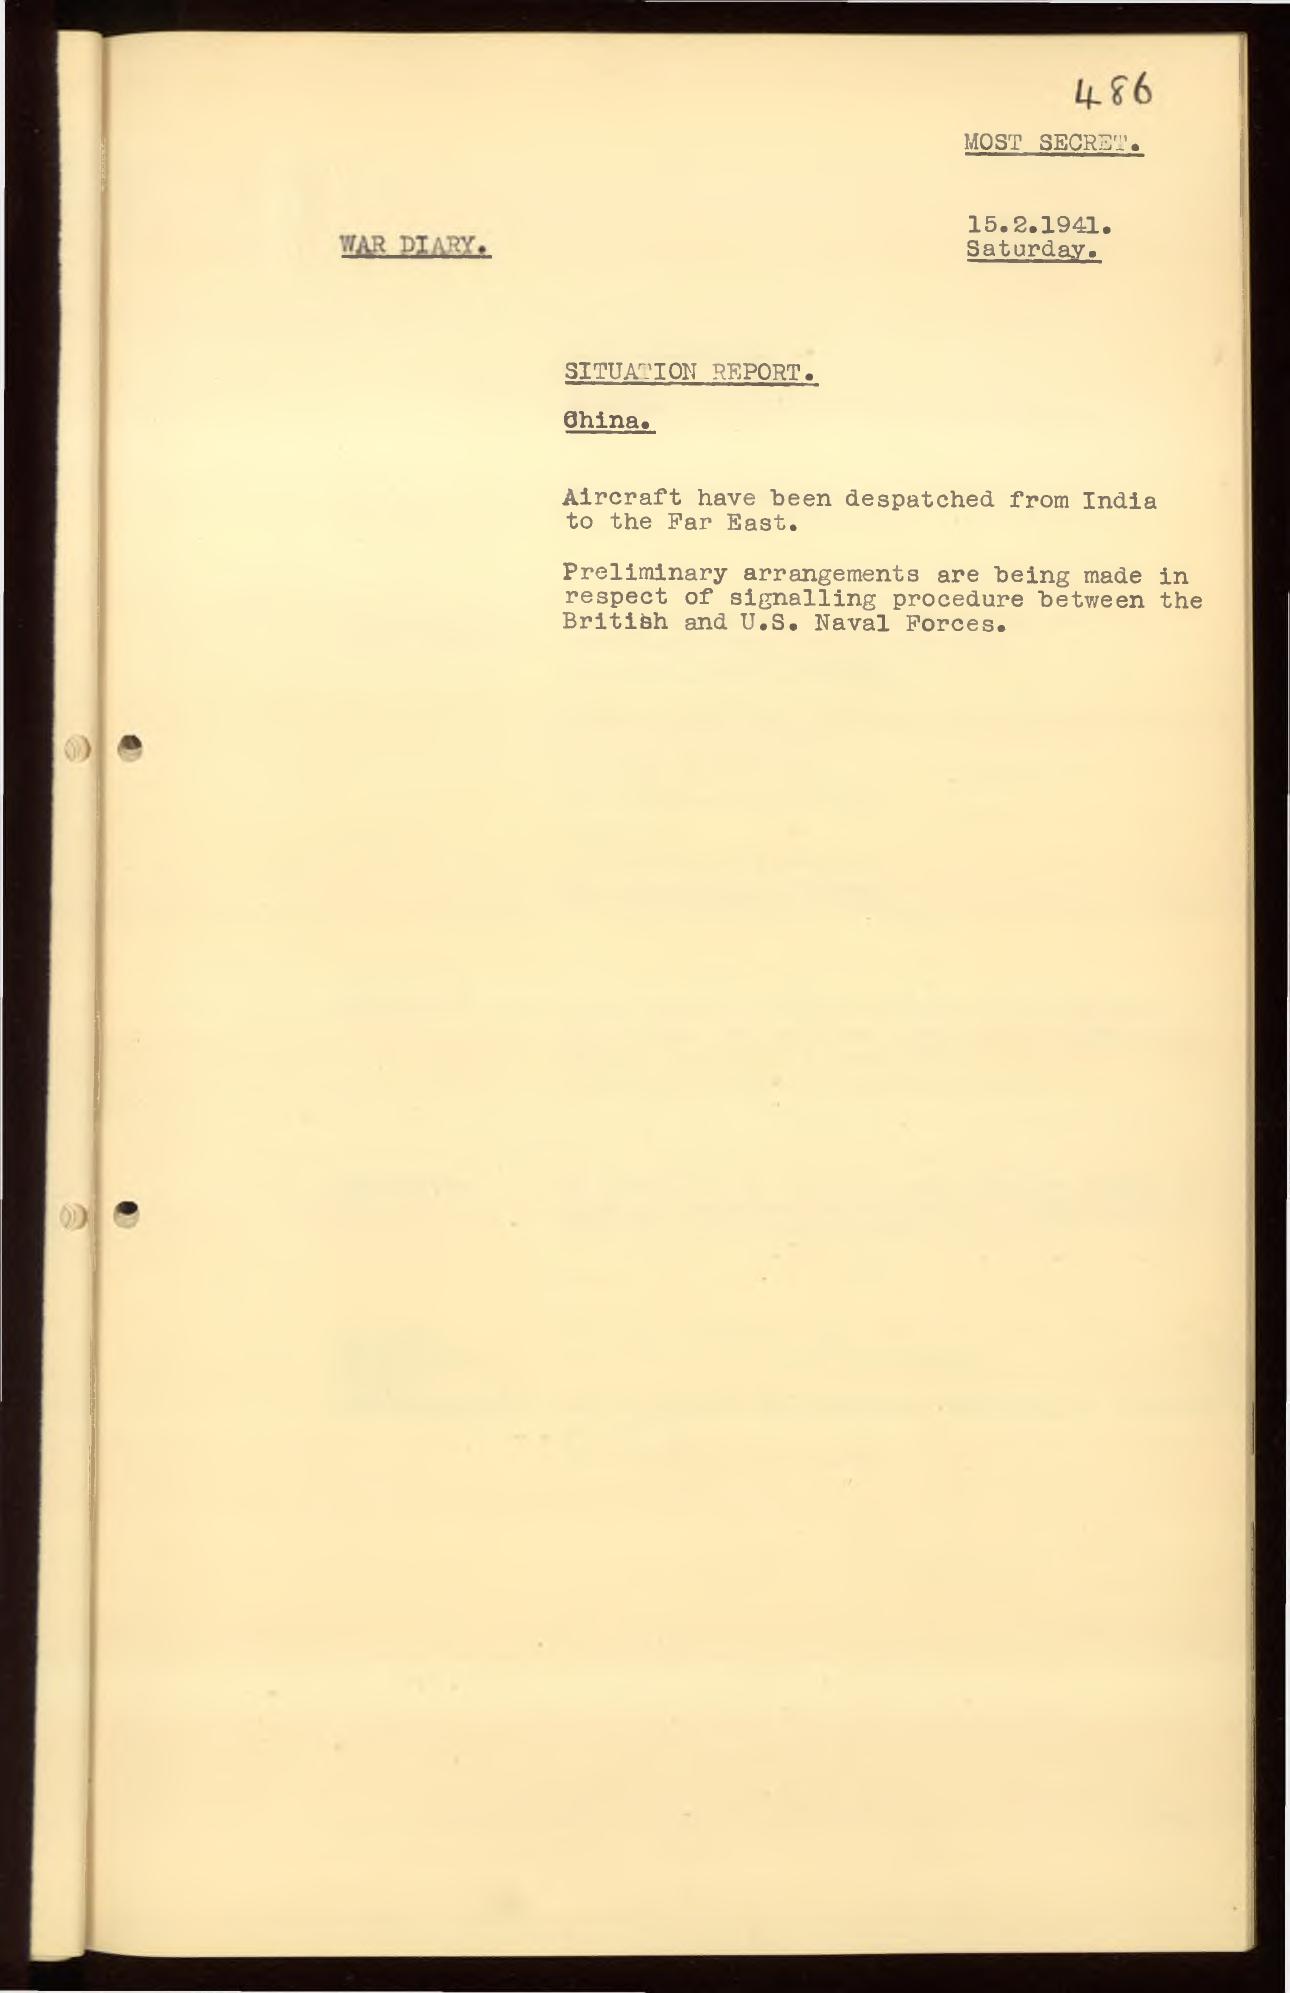 486
MOST SECRET.
15.2.1941.
WAR DIARY.
Saturday.
SITUATION REPORT.
China.
Aircraft have been despatched from India
to the Far East.
Preliminary arrangements are being made in
respect of signalling procedure between the
British and U.S. Naval Forces.